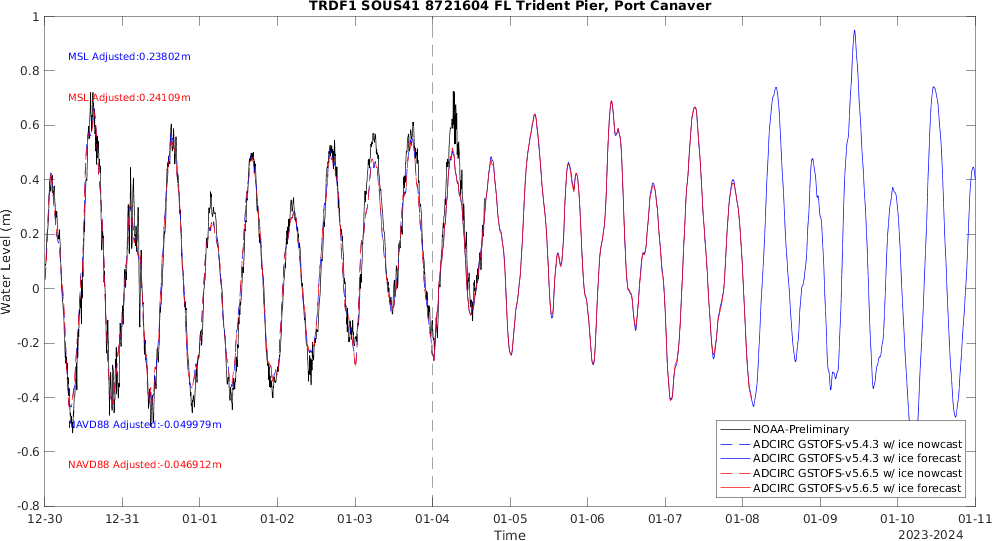 TRDF1 SOUS41 8721604 FL Trident Pier, Port Canaver
1
0.8
0.6
0.4
0.2
0
-0.2
-0.4
-0.6
-0.8
Water Level (m)
MSL Adjusted:0.23802m
MSL Adjusted:0.24109m
NAVD88 Adjusted:-0.049979m
NAVD88 Adjusted:-0.046912m
NOAA-Preliminary
ADCIRC GSTOFS-v5.4.3 w/ ice nowcast
ADCIRC GSTOFS-v5.4.3 w/ ice forecast
ADCIRC GSTOFS-v5.6.5 w/ ice nowcast
ADCIRC GSTOFS-v5.6.5 w/ ice forecast
12-30 12-31 01-01 01-02 01-03 01-04 01-05 01-06 01-07 01-08 01-09 01-10 01-11
Time
2023-2024